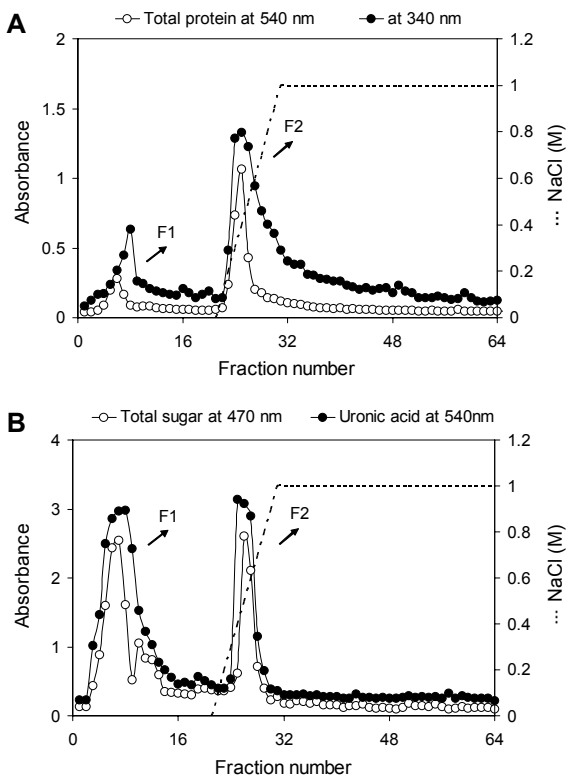 A
Total protein at 540 nm at 340 nm
2
1.5
1
0.5
0
Absorbance
1.2
1
0.8
0.6
0.4
0.2
0
... NaCl (M)
F1
F2
0 16 32 48 64
Fraction number
B
Total sugar at 470 nm Uronic acid at 540nm
4
3
2
1
0
Absorbance
1.2
1
0.8
0.6
0.4
0.2
0
... NaCl (M)
F1
F2
0 16 32 48 64
Fraction number